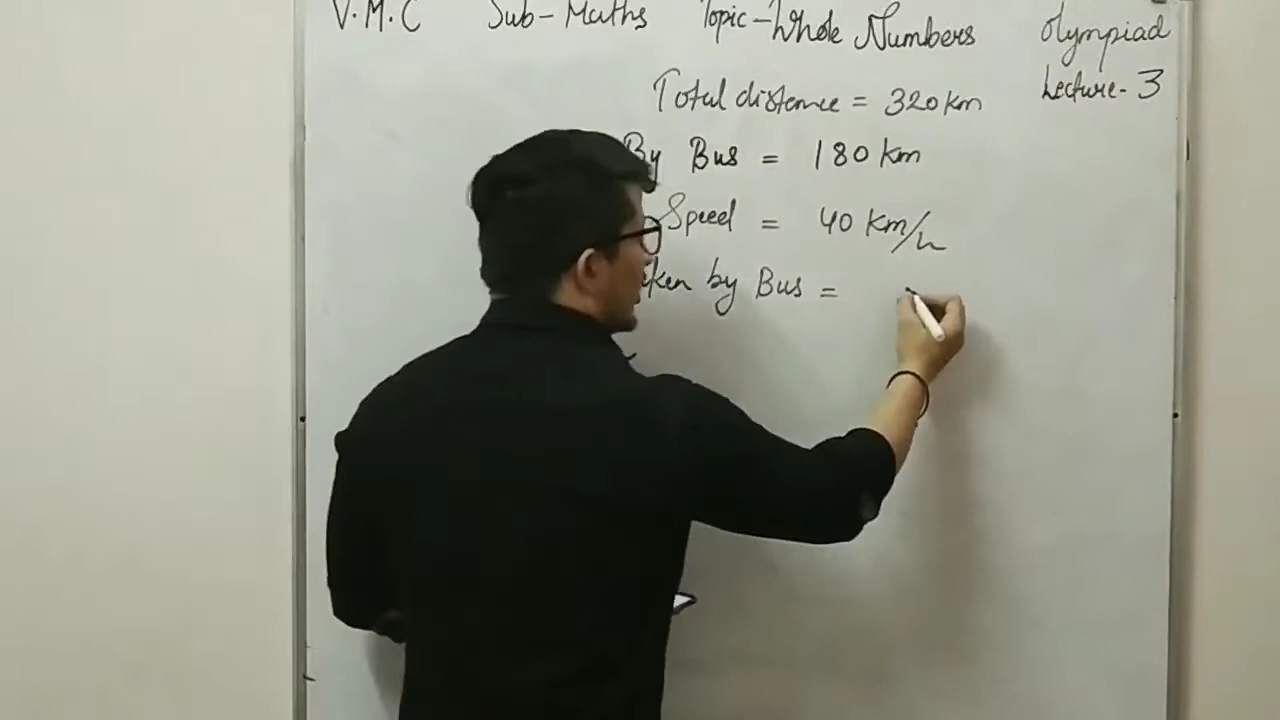 V.M.C Sub-Maths Topic-Whole Numbers Olympiad
Lecture-3
Total distance = 320 km
By Bus = 180 km
Speed = 40 km/h
by Bus =